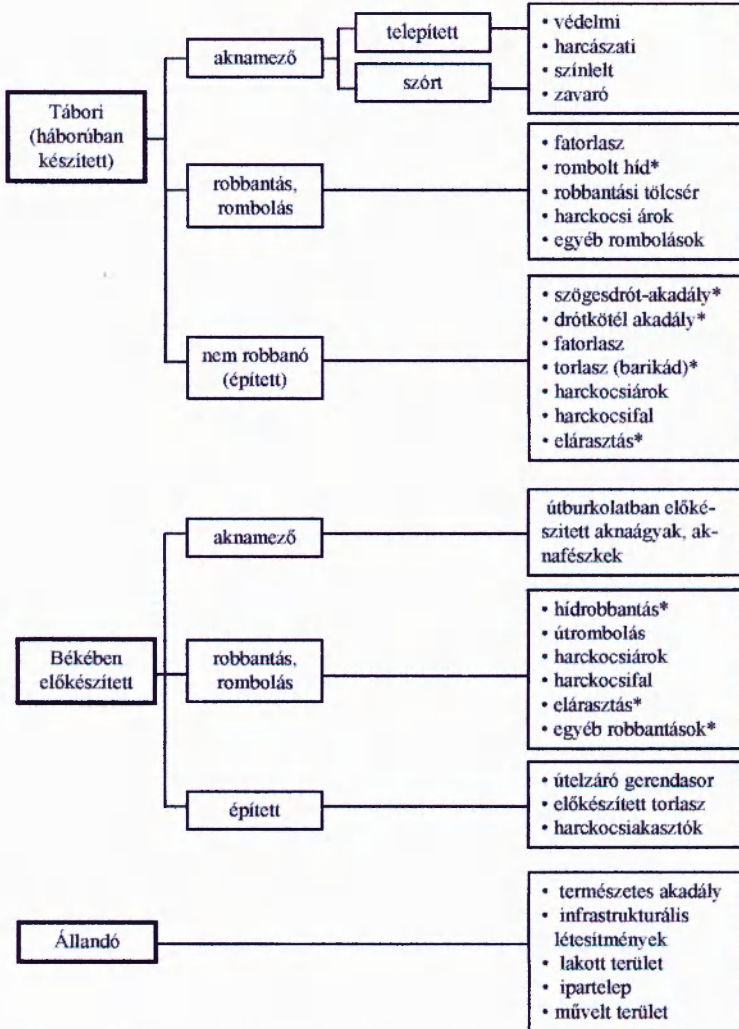 telepített
• védelmi
• harcászati
• színlelt
• zavaró
aknamező
szórt
Tábori
(háborúban
készített)
robbantás,
rombolás
• fatorlasz
• rombolt híd*
• robbantási tölcsér
• harckocsi árok
• egyéb rombolások
nem robbanó
(épített)
• szögesdrót-akadály*
• drótkötél akadály*
• fatorlasz
• torlasz (barikád)*
• harckocsiárok
• harckocsifal
• elárasztás*
aknamező
útburkolatban előké-
szitett aknaágyak, ak-
nafészkek
Békében
előkészített
robbantás,
rombolás
• hídrobbantás*
• útrombolás
• harckocsiárok
• harckocsifal
• elárasztás*
• egyéb robbantások*
épített
• útelzáró gerendasor
• előkészített torlasz
• harckocsiakasztók
Állandó
• természetes akadály
• infrastrukturális
létesítmények
• lakott terület
• ipartelep
• művelt terület